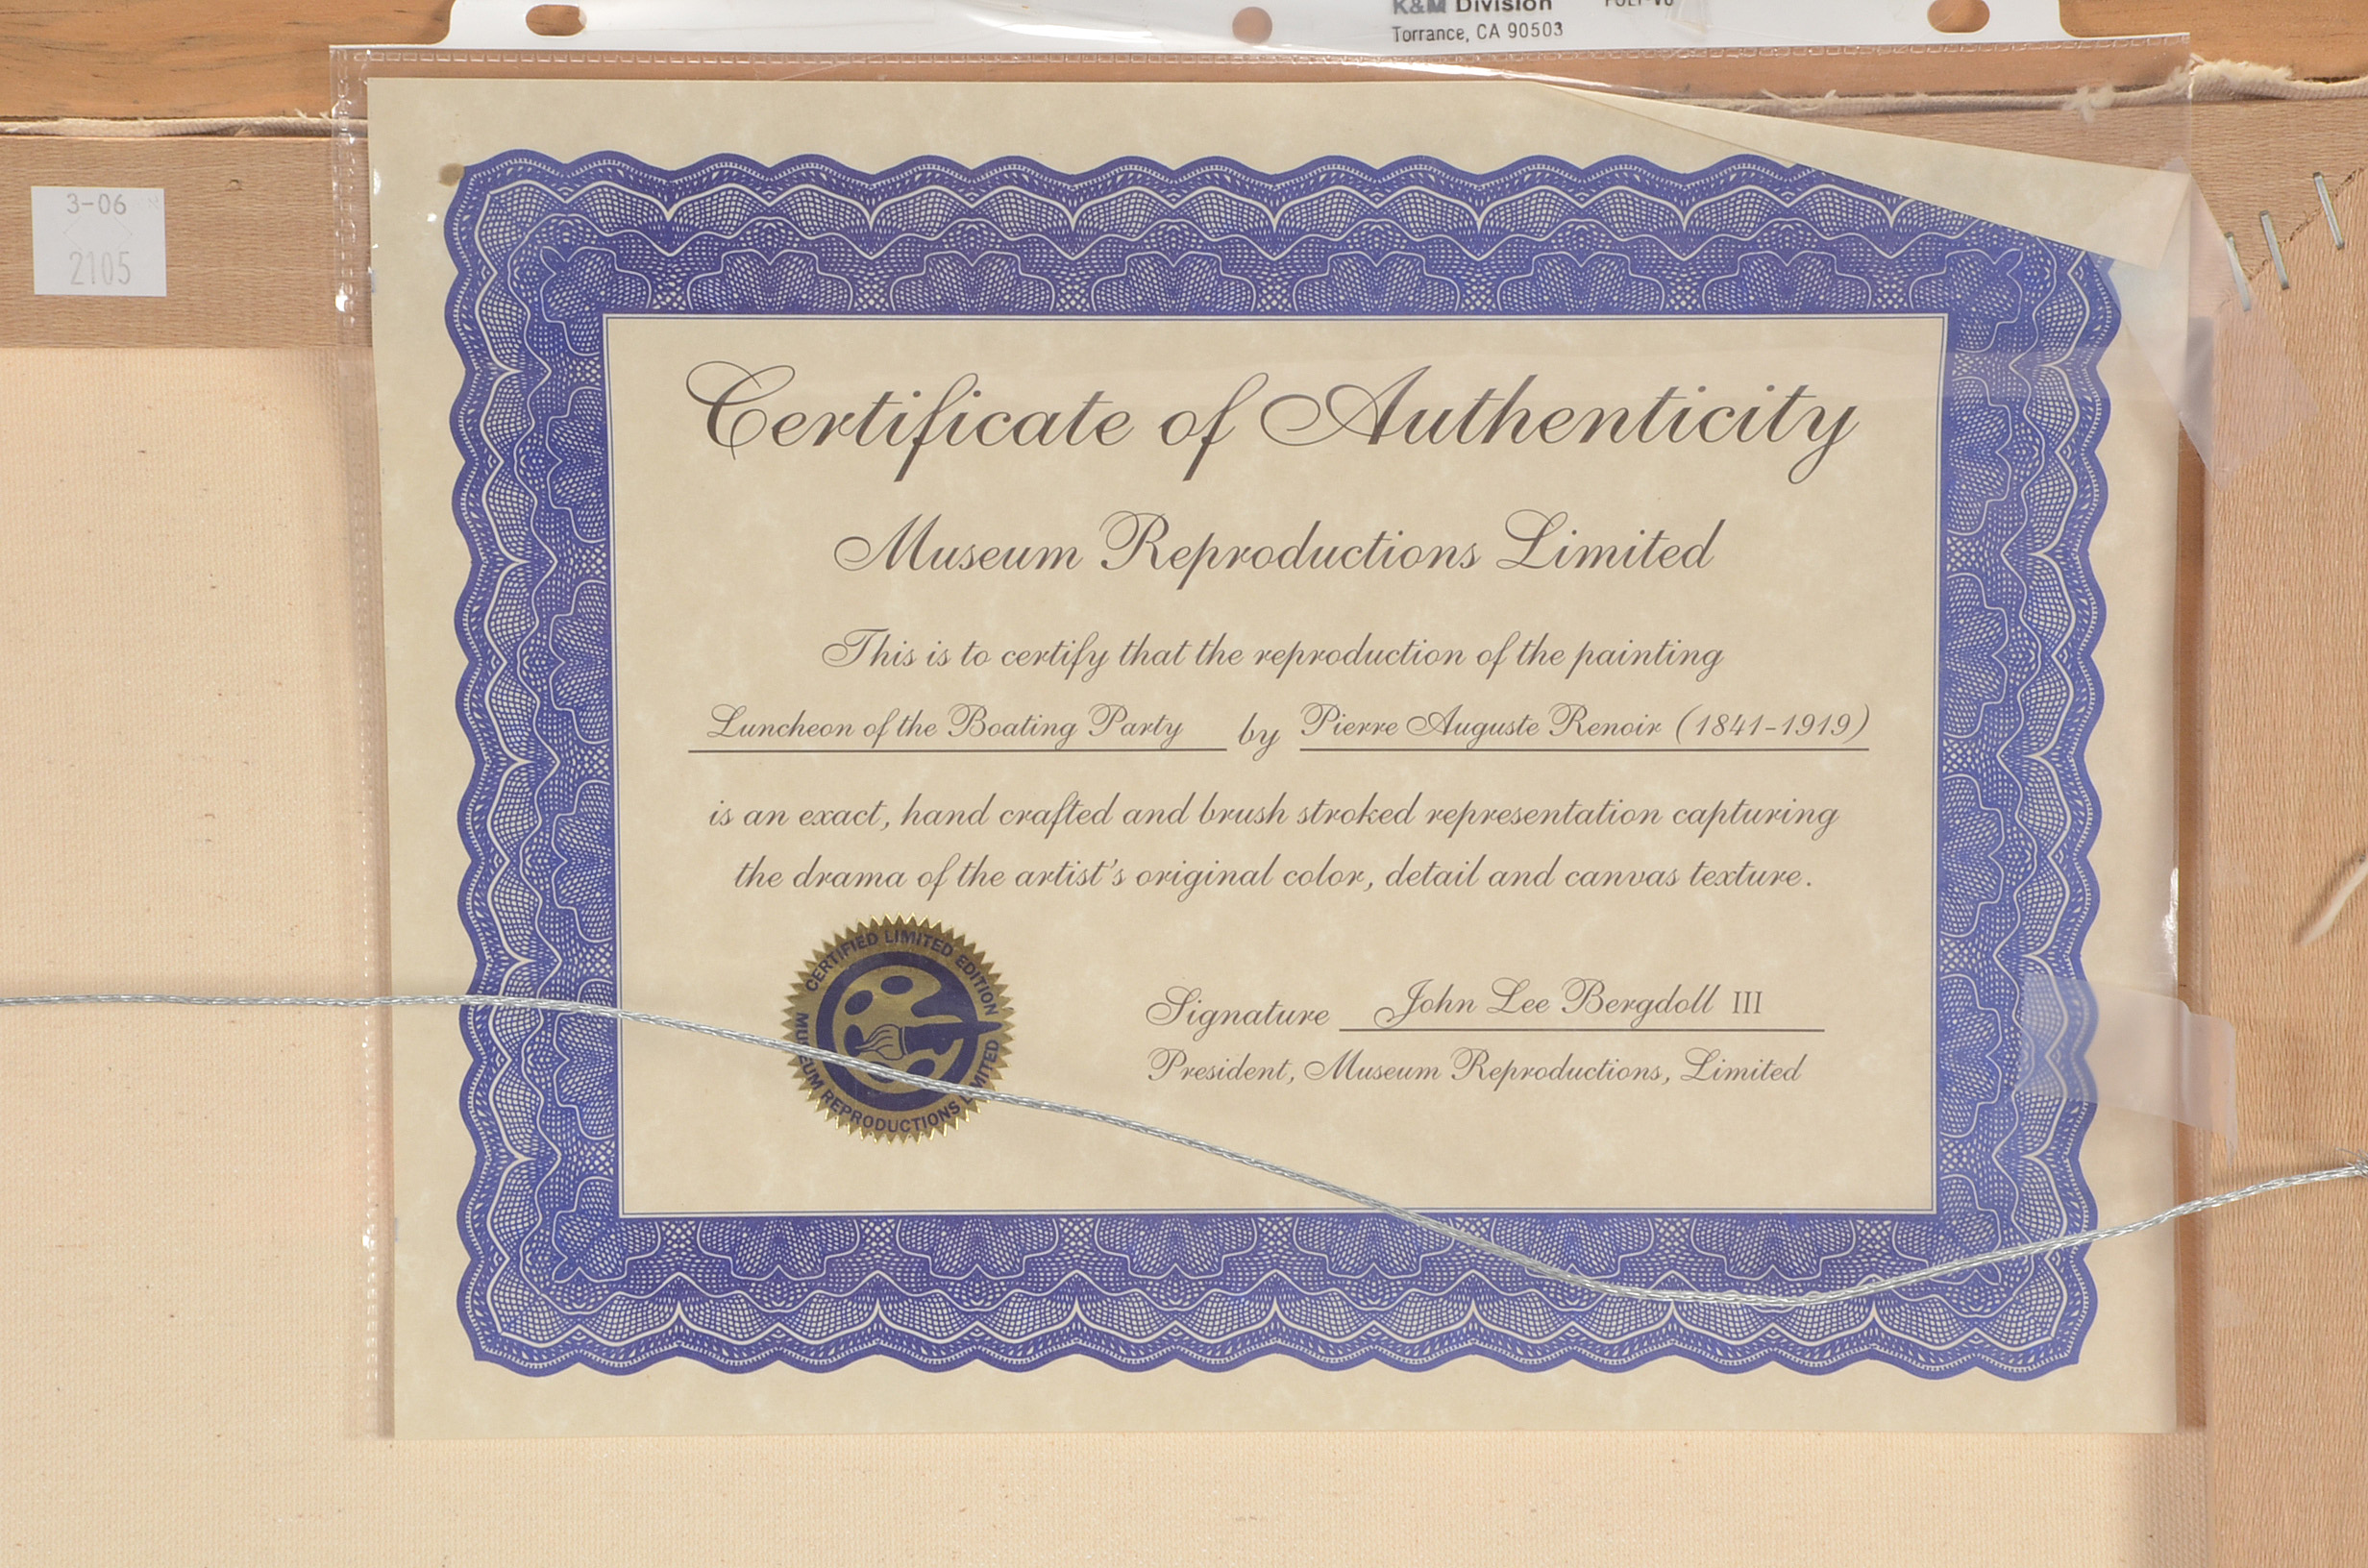 K&M Division
Torrance, CA 90503
3-06
2105
Certificate of Authenticity
Museum Reproductions Limited
This is to certify that the reproduction of the painting
Luncheon of the Boating Party by Pierre Auguste Renoir (1841-1919)
is an exact, hand crafted and brush stroked representation capturing
the drama of the artist's original color, detail and canvas texture.
CERTIFIED LIMITED EDITION
MUSEUM REPRODUCTIONS LIMITED
Signature John Lee Bergdoll III
President, Museum Reproductions, Limited